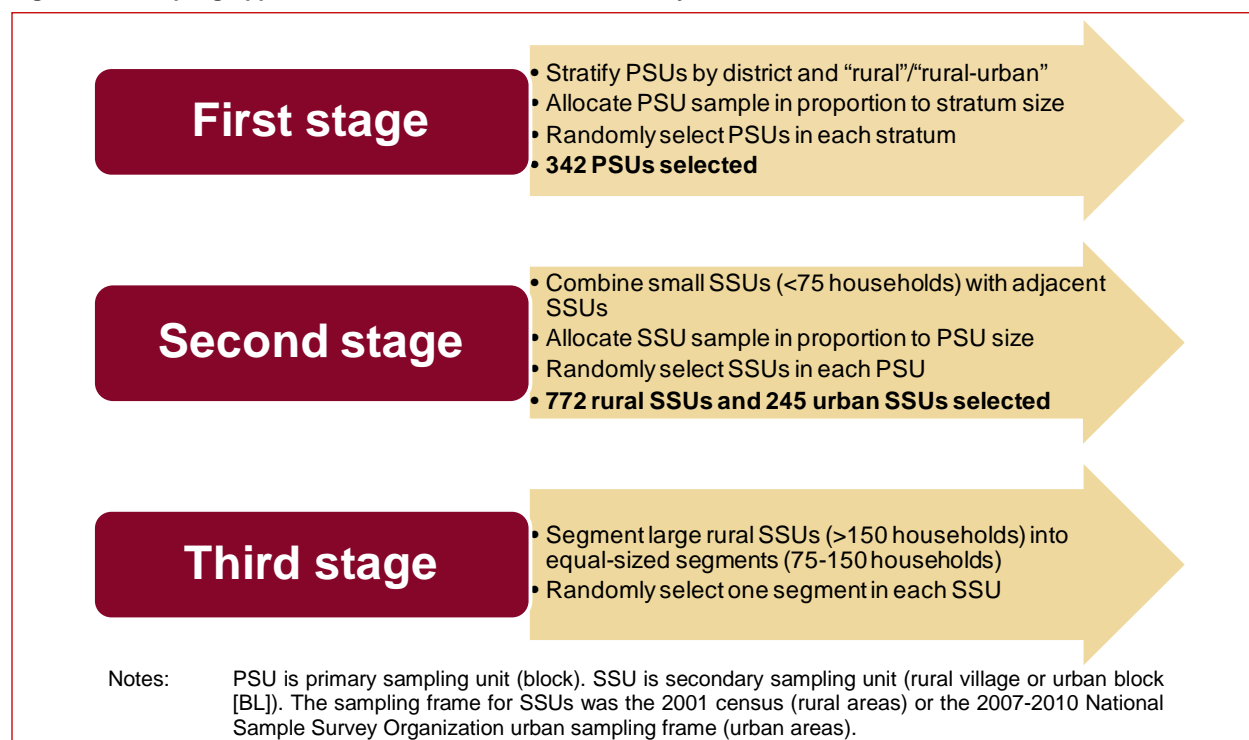 First stage
• Stratify PSUs by district and “rural”/“rural-urban”
• Allocate PSU sample in proportion to stratum size
• Randomly select PSUs in each stratum
• 342 PSUs selected
Second stage
• Combine small SSUs (<75 households) with adjacent
SSUs
• Allocate SSU sample in proportion to PSU size
• Randomly select SSUs in each PSU
• 772 rural SSUs and 245 urban SSUs selected
Third stage
• Segment large rural SSUs (>150 households) into
equal-sized segments (75-150 households)
• Randomly select one segment in each SSU
Notes: PSU is primary sampling unit (block). SSU is secondary sampling unit (rural village or urban block
[BL]). The sampling frame for SSUs was the 2001 census (rural areas) or the 2007-2010 National
Sample Survey Organization urban sampling frame (urban areas).